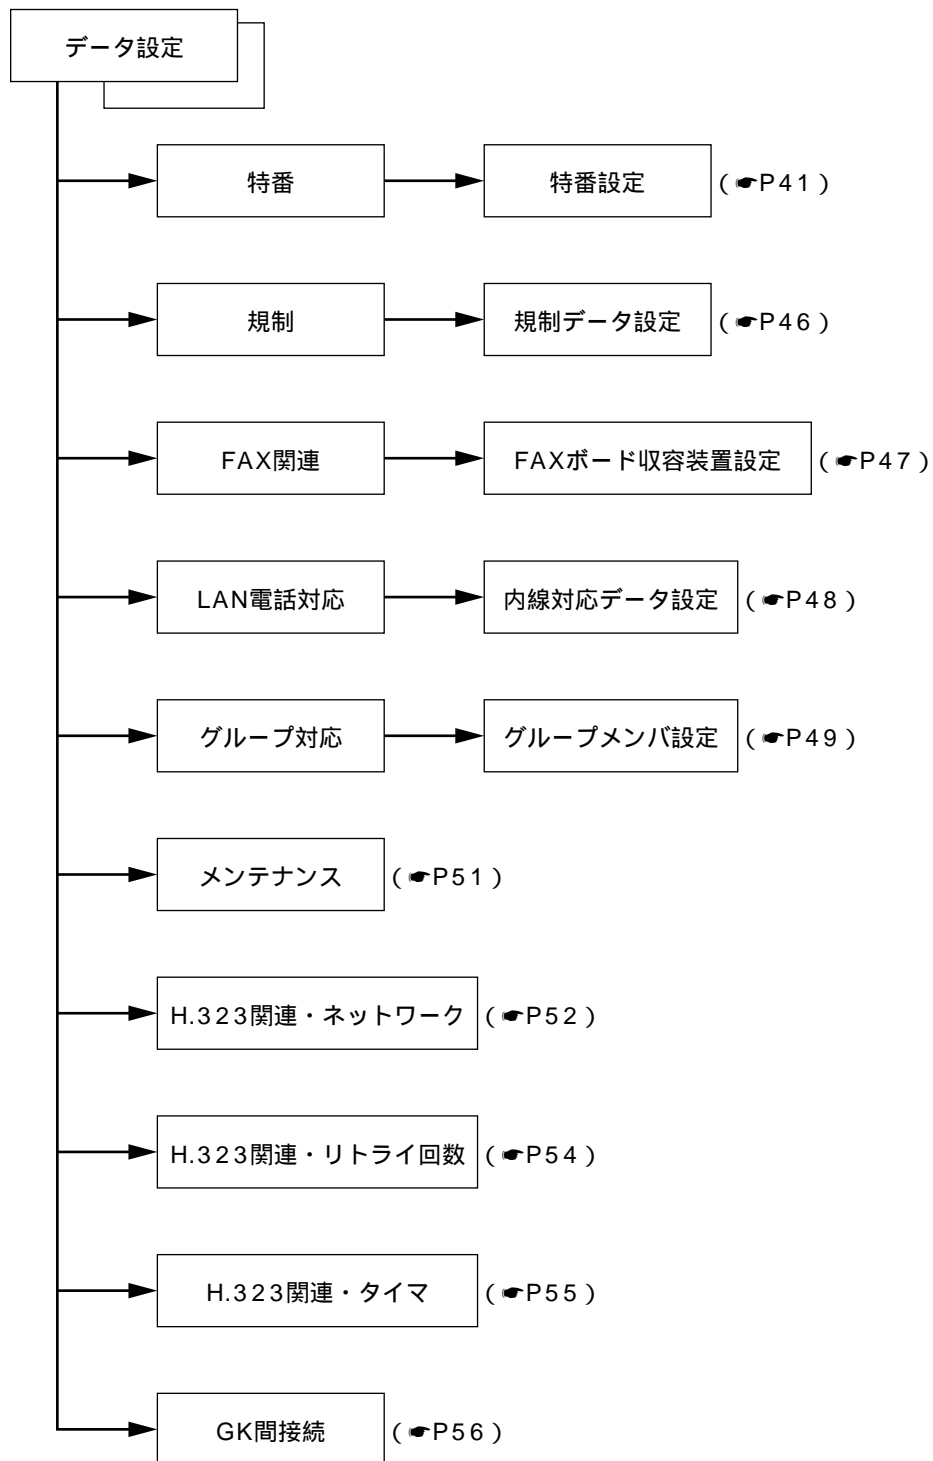 データ設定
特番 特番設定 (☛P41)
規制 規制データ設定 (☛P46)
FAX関連 FAXボード収容装置設定 (☛P47)
LAN電話対応 内線対応データ設定 (☛P48)
グループ対応 グループメンバ設定 (☛P49)
メンテナンス (☛P51)
H.323関連・ネットワーク (☛P52)
H.323関連・リトライ回数 (☛P54)
H.323関連・タイマ (☛P55)
GK間接続 (☛P56)